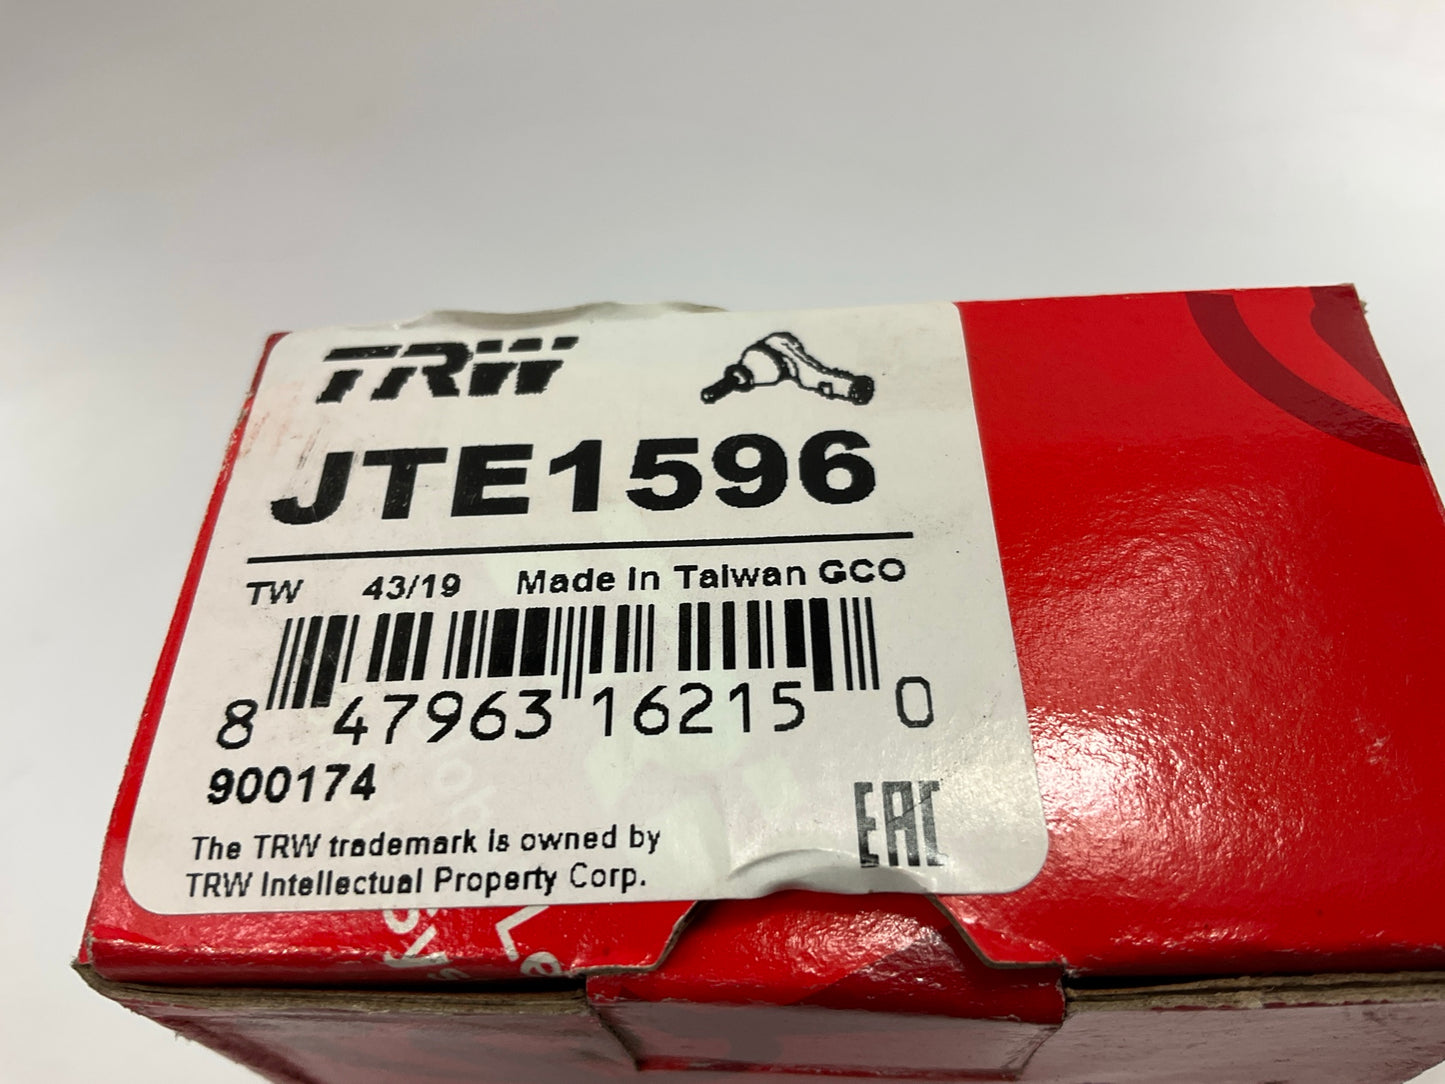 TRW
JTE1596
TW 43/19 Made in Taiwan GCO
8 47963 16215 0
900174
EAC
The TRW trademark is owned by
TRW Intellectual Property Corp.